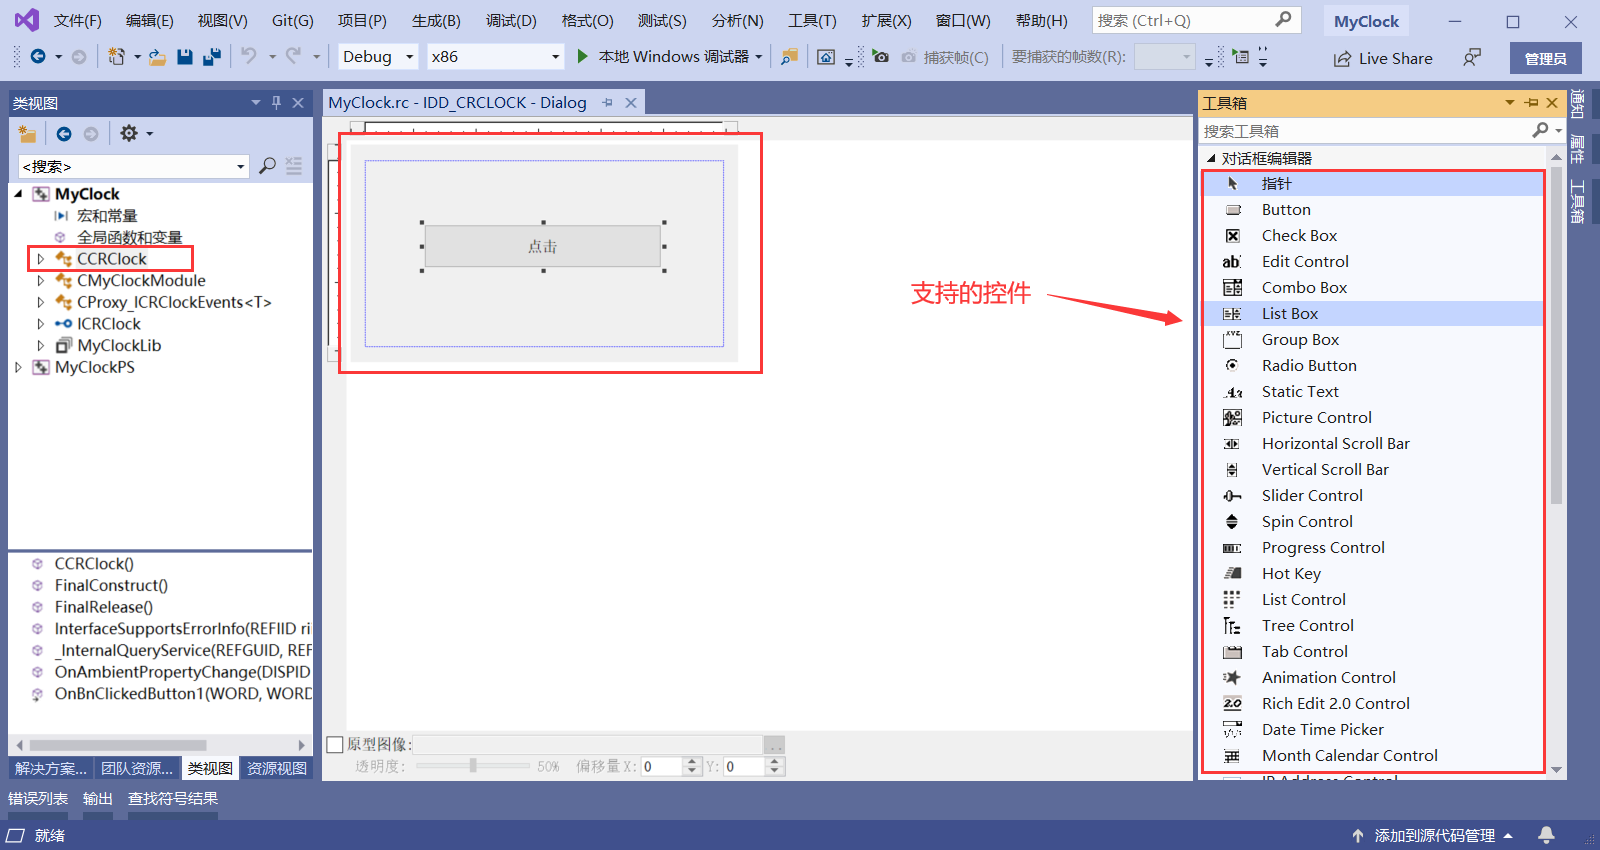 文件(F) 编辑(E) 视图(V) Git(G) 项目(P) 生成(B) 调试(D) 格式(O) 测试(S) 分析(N) 工具(T) 扩展(X) 窗口(W) 帮助(H) 搜索 (Ctrl+Q) MyClock
Debug x86 本地 Windows 调试器 捕获帧(C) 要捕获的帧数(R): Live Share 管理员
类视图
<搜索>
MyClock
宏和常量
全局函数和变量
CCRClock
CMyClockModule
CProxy_ICRClockEvents<T>
ICRClock
MyClockLib
MyClockPS
CCRClock()
FinalConstruct()
FinalRelease()
InterfaceSupportsErrorInfo(REFIID ri
_InternalQueryService(REFGUID, REF
OnAmbientPropertyChange(DISPID
OnBnClickedButton1(WORD, WORD
解决方案... 团队资源... 类视图 资源视图
MyClock.rc - IDD_CRCLOCK - Dialog
点击
支持的控件
原型图像: ..
透明度: 50% 偏移量 X: 0 Y: 0
工具箱
搜索工具箱
对话框编辑器
指针
Button
Check Box
Edit Control
Combo Box
List Box
Group Box
Radio Button
Static Text
Picture Control
Horizontal Scroll Bar
Vertical Scroll Bar
Slider Control
Spin Control
Progress Control
Hot Key
List Control
Tree Control
Tab Control
Animation Control
Rich Edit 2.0 Control
Date Time Picker
Month Calendar Control
IP Address Control
通知
属性
工具箱
错误列表 输出 查找符号结果
就绪 添加到源代码管理